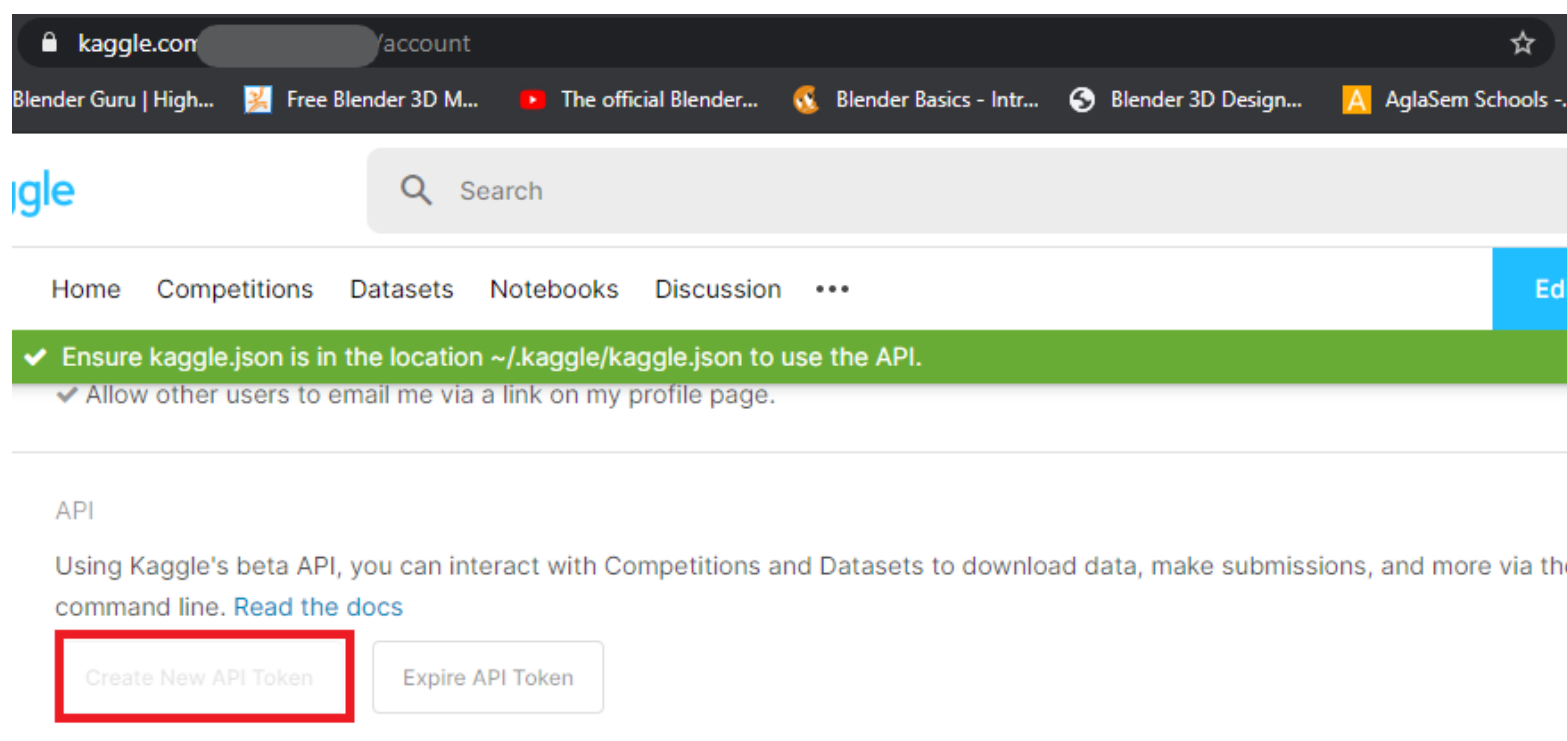 kaggle.com /account
Blender Guru | High... Free Blender 3D M... The official Blender... Blender Basics - Intr... Blender 3D Design... A AglaSem Schools -.
ggle Search
Home Competitions Datasets Notebooks Discussion ••• Ed
Ensure kaggle.json is in the location ~/.kaggle/kaggle.json to use the API.
Allow other users to email me via a link on my profile page.
API
Using Kaggle's beta API, you can interact with Competitions and Datasets to download data, make submissions, and more via the
command line. Read the docs
Create New API Token Expire API Token